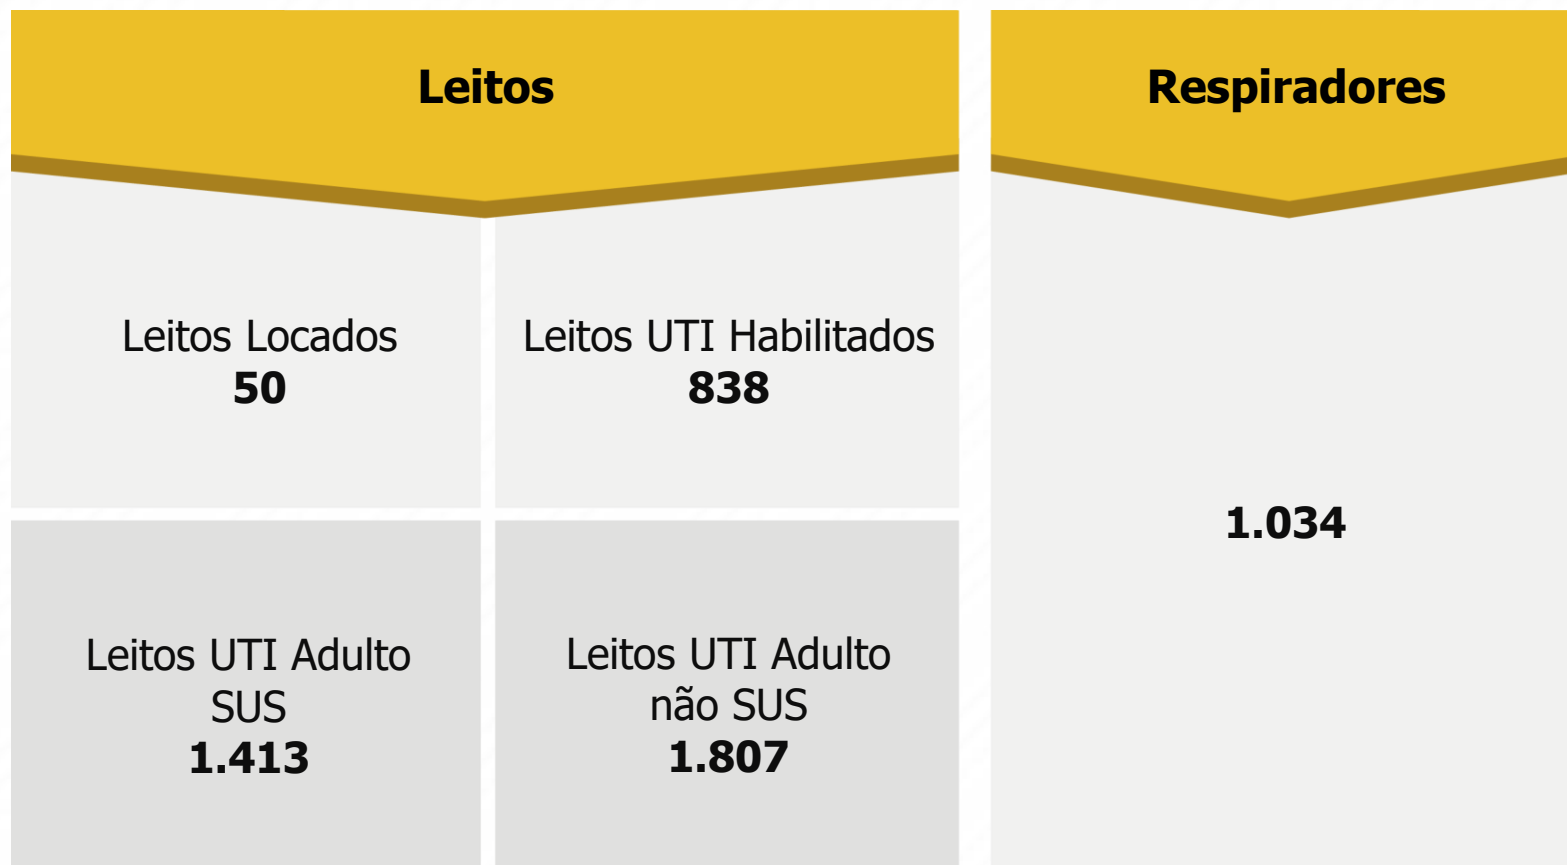 Leitos
Leitos Locados
50
Leitos UTI Habilitados
838
Leitos UTI Adulto
SUS
1.413
Leitos UTI Adulto
não SUS
1.807
Respiradores
1.034